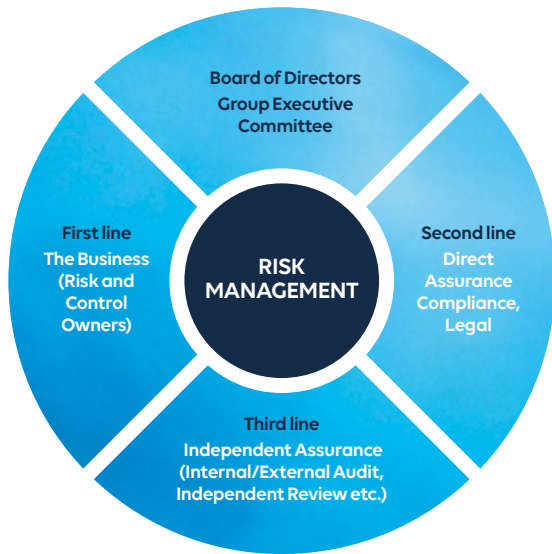 Board of Directors
Group Executive
Committee
First line
The Business
(Risk and
Control
Owners)
RISK
MANAGEMENT
Second line
Direct
Assurance
Compliance,
Legal
Third line
Independent Assurance
(Internal/External Audit,
Independent Review etc.)